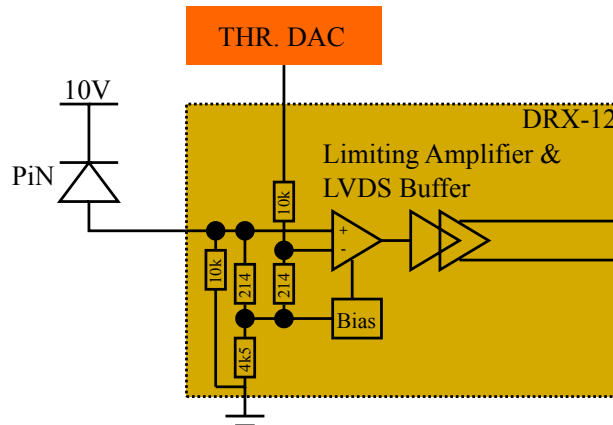 THR. DAC
10V
DRX-12
Limiting Amplifier &
LVDS Buffer
PiN
10k
+
-
10k
214
214
Bias
4k5